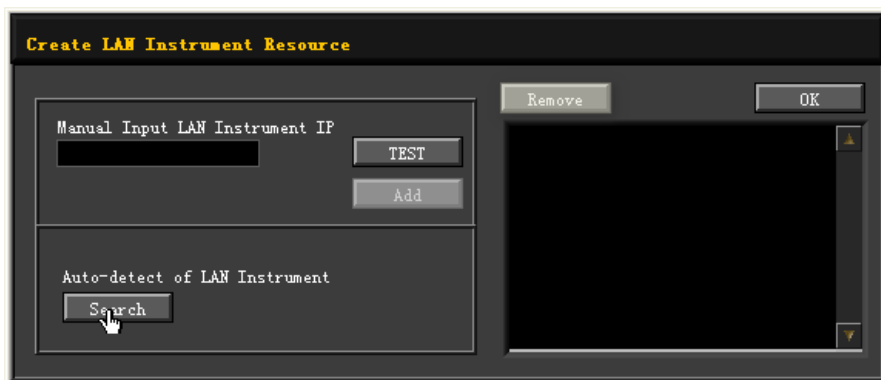 Create LAN Instrument Resource
Remove
OK
Manual Input LAN Instrument IP
TEST
Add
Auto-detect of LAN Instrument
Search